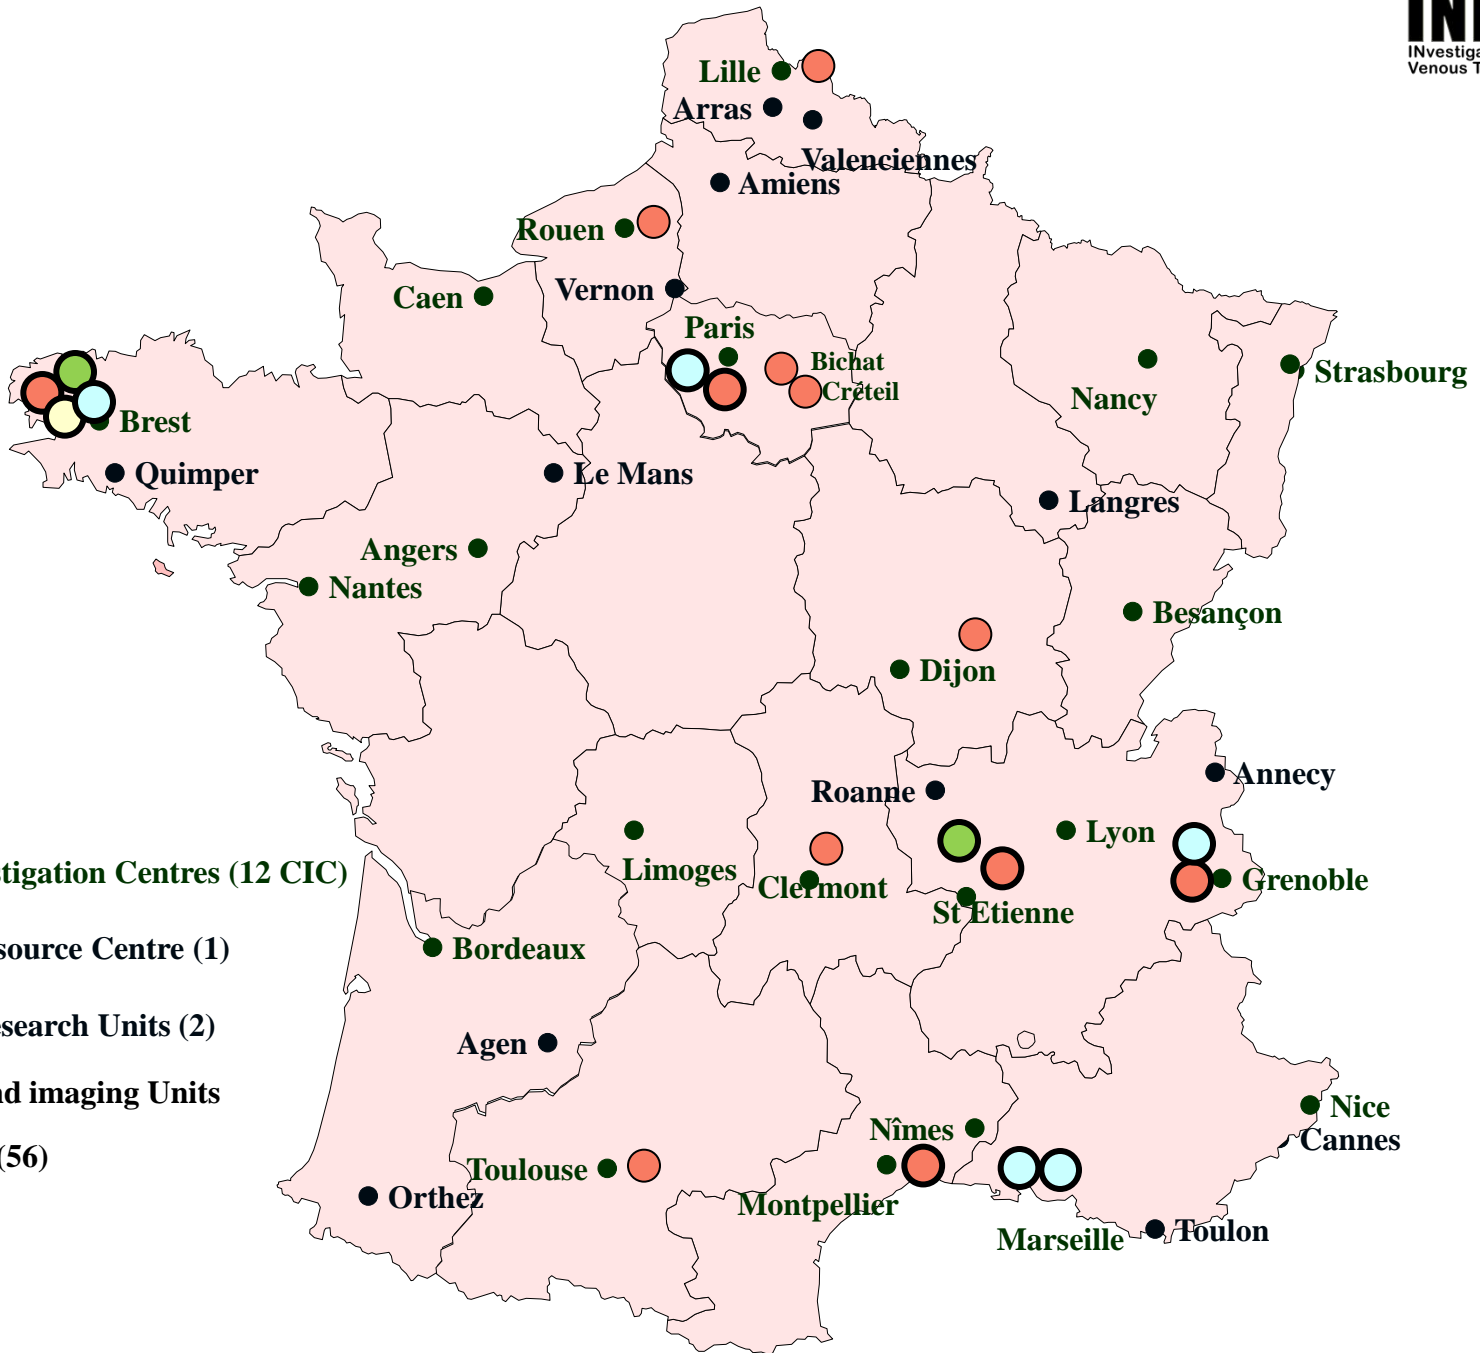 INvestiga
Venous T
Lille
Arras
Valenciennes
Amiens
Rouen
Vernon
Caen
Paris
Bichat
Créteil
Strasbourg
Nancy
Brest
Quimper
Le Mans
Langres
Angers
Nantes
Besançon
Dijon
Annecy
Roanne
Lyon
Limoges
stigation Centres (12 CIC)
Clermont
Grenoble
St Etienne
source Centre (1)
Bordeaux
search Units (2)
Agen
d imaging Units
Nice
Nîmes
Cannes
(56)
Toulouse
Orthez
Montpellier
Marseille
Toulon